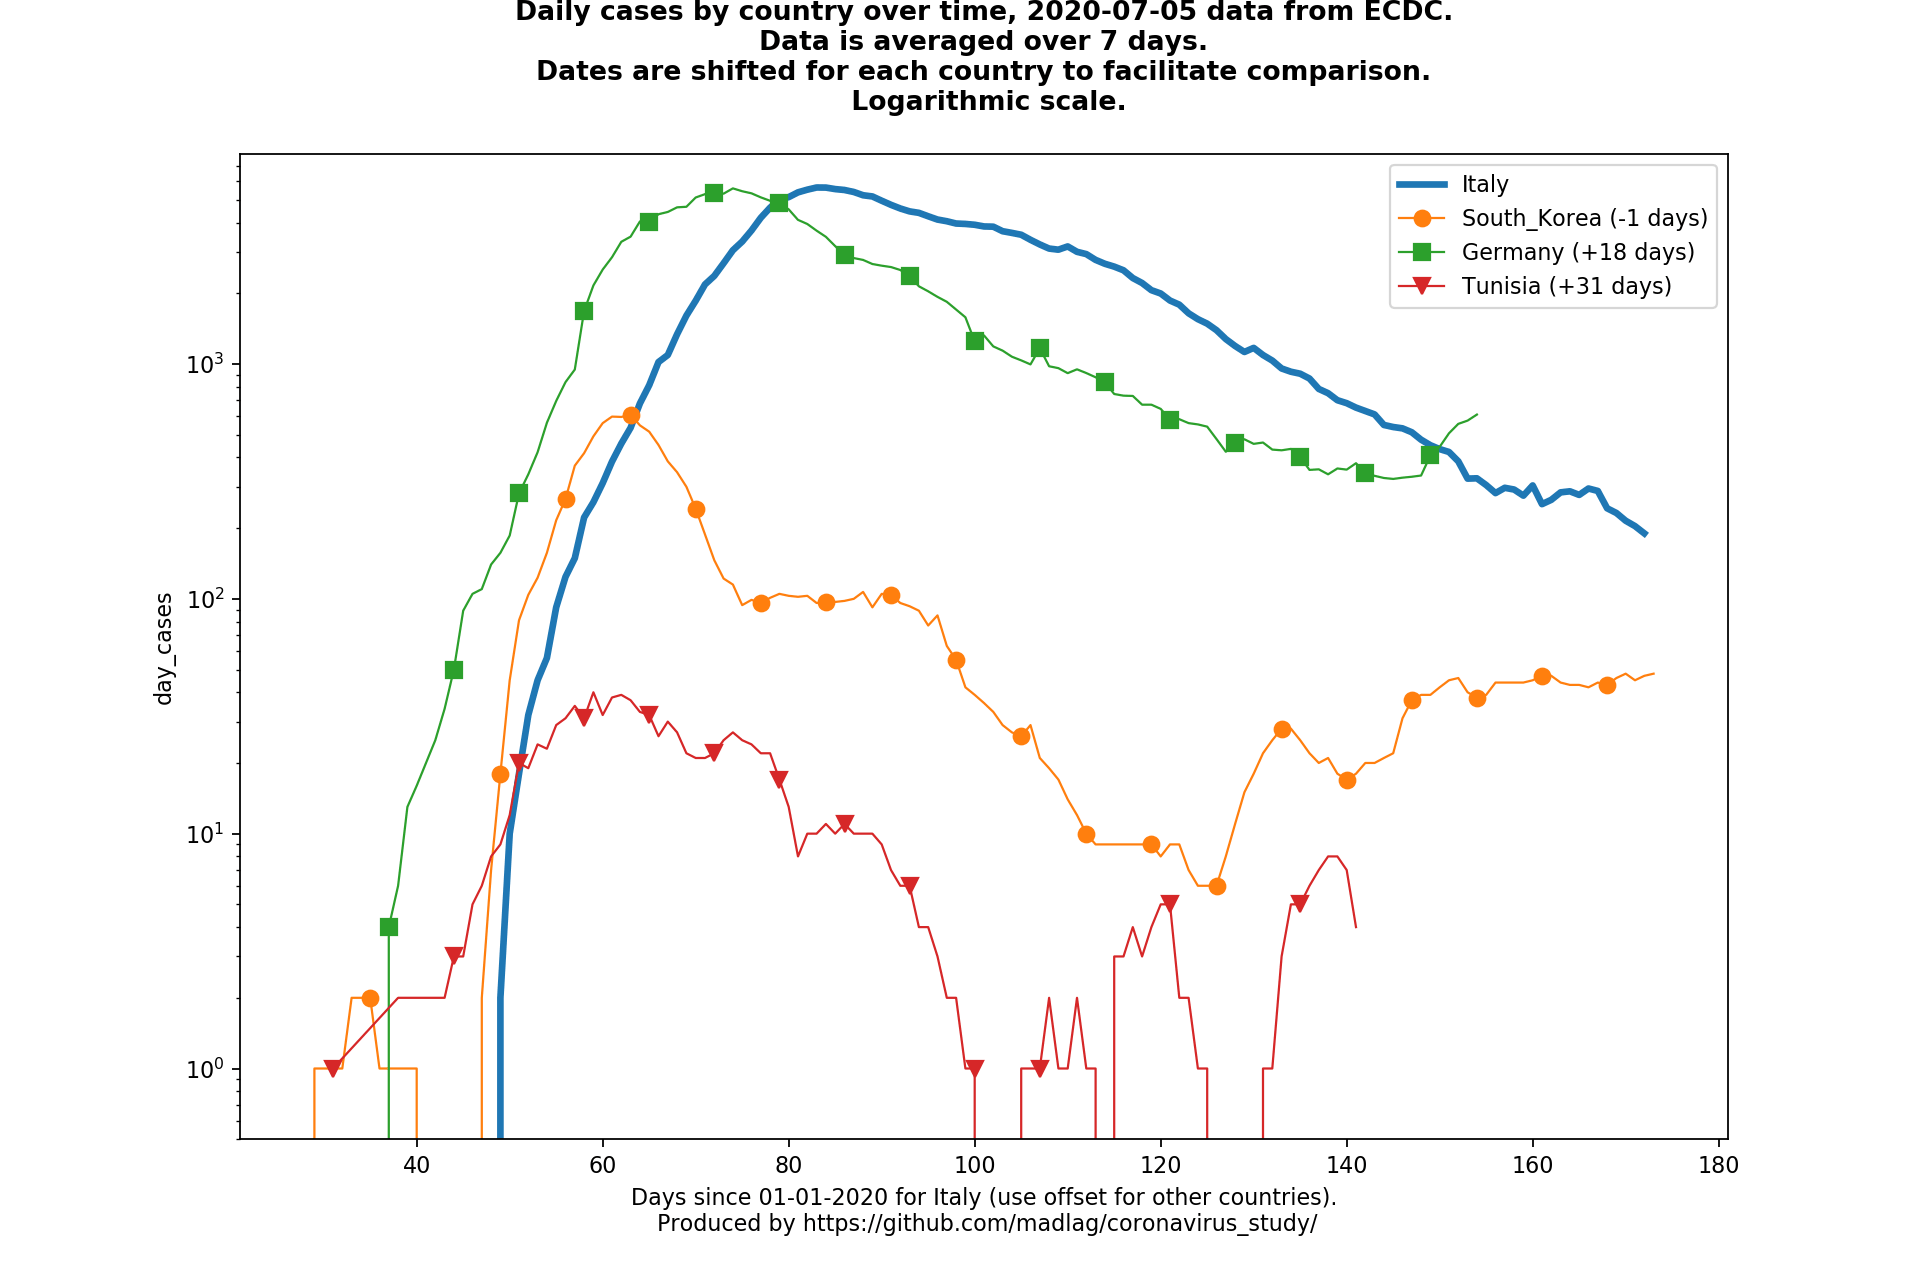 Daily cases by country over time, 2020-07-05 data from ECDC.
Data is averaged over 7 days.
Dates are shifted for each country to facilitate comparison.
Logarithmic scale.
Italy
South_Korea (-1 days)
Germany (+18 days)
Tunisia (+31 days)
day_cases
10³
10²
10¹
10⁰
40 60 80 100 120 140 160 180
Days since 01-01-2020 for Italy (use offset for other countries).
Produced by https://github.com/madlag/coronavirus_study/